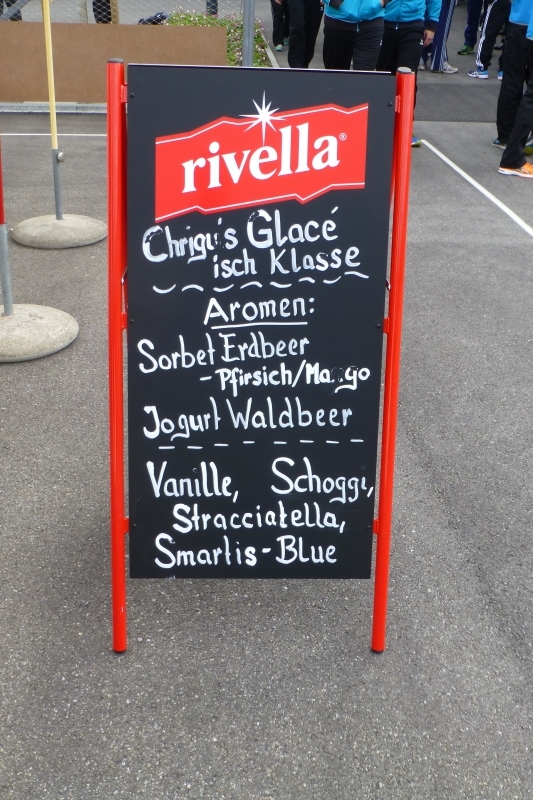 rivella®
Chrigu's Glacé
isch Klasse
Aromen:
Sorbet Erdbeer
-Pfirsich/Mango
Jogurt Waldbeer
Vanille, Schoggi,
Stracciatella,
Smartis-Blue